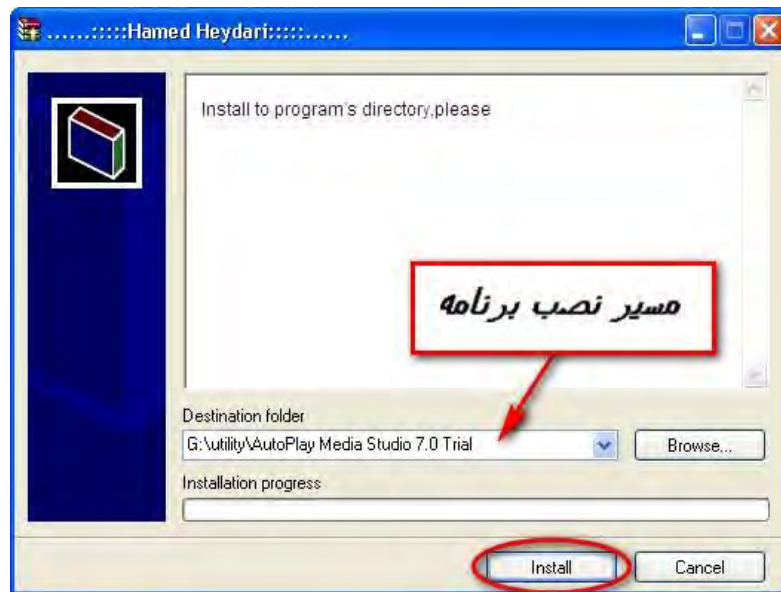 ......:::::Hamed Heydari:::::......
Install to program's directory,please
مسیر نصب برنامه
Destination folder
G:\utility\AutoPlay Media Studio 7.0 Trial
Browse...
Installation progress
Install
Cancel